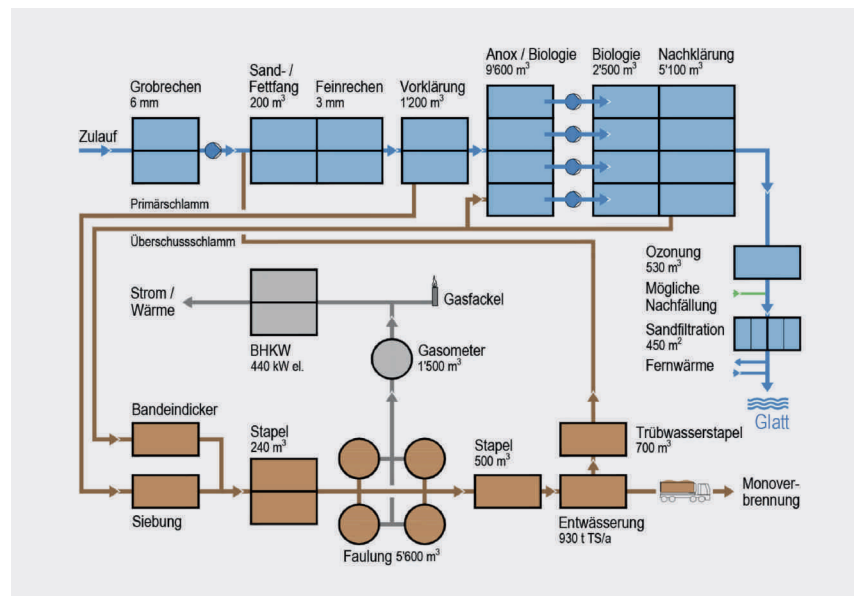 Anox / Biologie
9'600 m³
Biologie
2'500 m³
Nachklärung
5'100 m³
Grobrechen
6 mm
Sand- /
Fettfang
200 m³
Feinrechen
3 mm
Vorklärung
1'200 m³
Zulauf
Primärschlamm
Überschussschlamm
Ozonung
530 m³
Mögliche
Nachfällung
Sandfiltration
450 m²
Fernwärme
Glatt
Strom /
Wärme
BHKW
440 kW el.
Gasfackel
Gasometer
1'500 m³
Bandeindicker
Siebung
Stapel
240 m³
Faulung 5'600 m³
Stapel
500 m³
Trübwasserstapel
700 m³
Entwässerung
930 t TS/a
Monover-
brennung